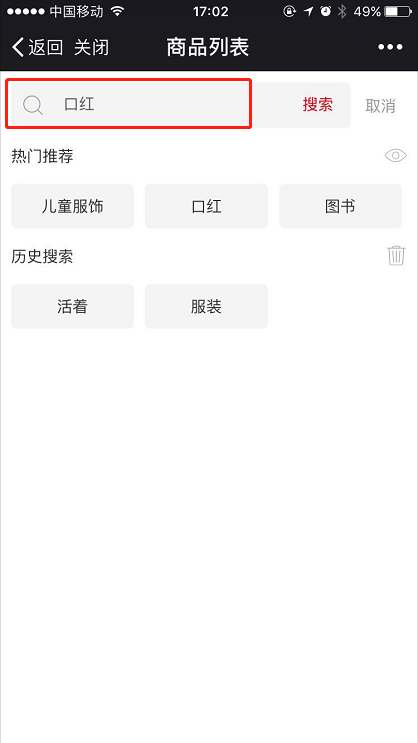 中国移动 17:02 49%
返回 关闭 商品列表
口红 搜索 取消
热门推荐
儿童服饰 口红 图书
历史搜索
活着 服装